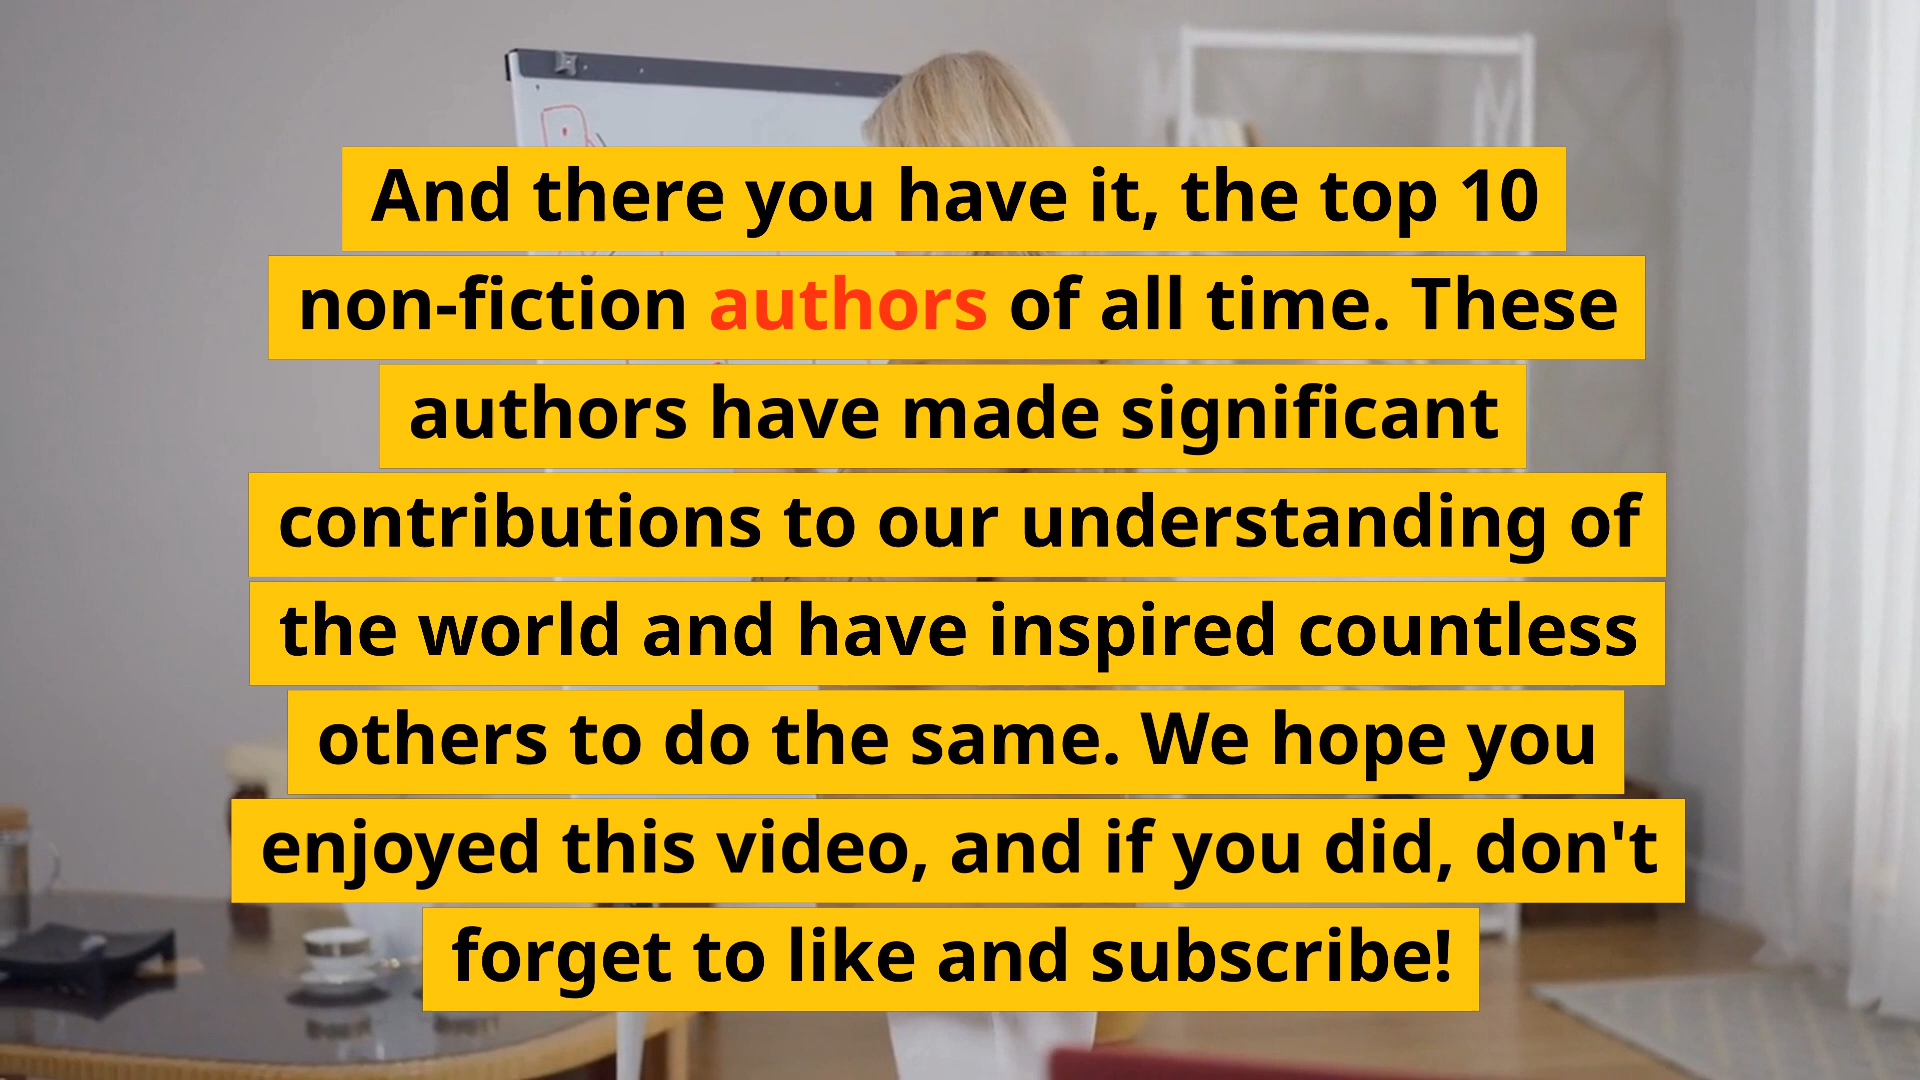 And there you have it, the top 10
non-fiction authors of all time. These
authors have made significant
contributions to our understanding of
the world and have inspired countless
others to do the same. We hope you
enjoyed this video, and if you did, don't
forget to like and subscribe!